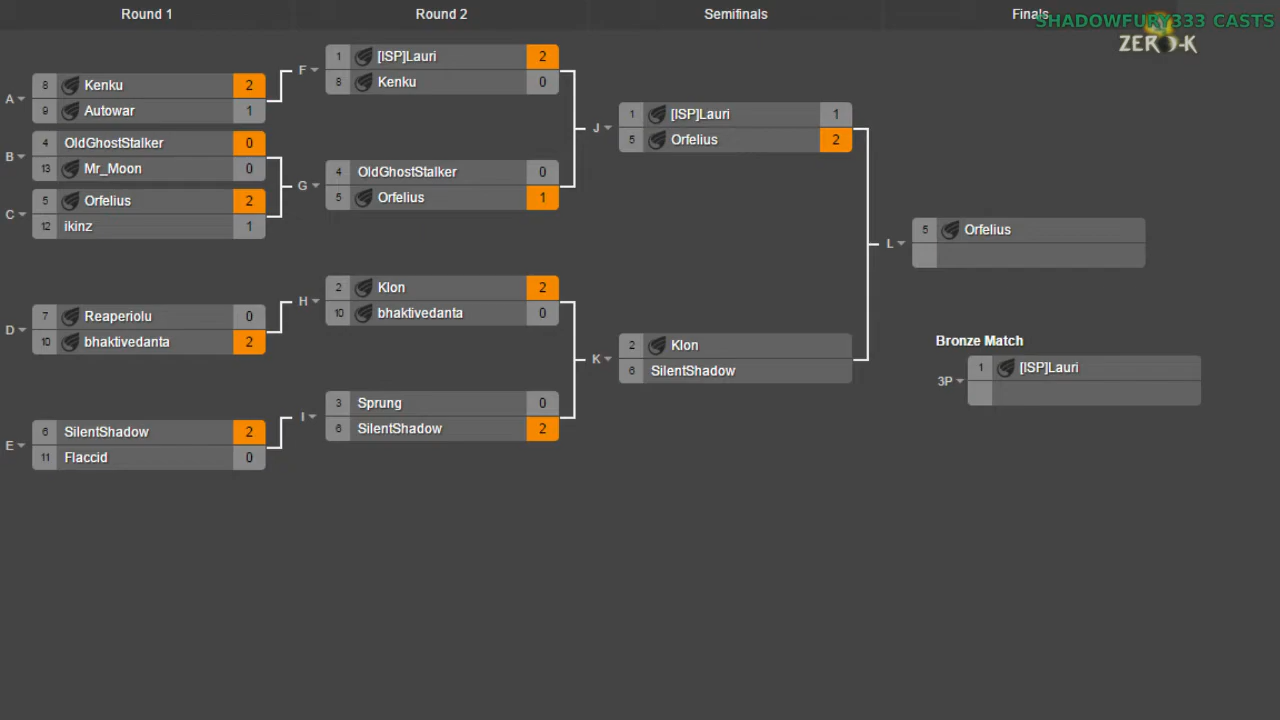 Round 1
Round 2
Semifinals
Finals
SHADOWFURY333 CASTS
ZERO-K
A
8 Kenku 2
9 Autowar 1
B
4 OldGhostStalker 0
13 Mr_Moon 0
C
5 Orfelius 2
12 ikinz 1
D
7 Reaperiolu 0
10 bhaktivedanta 2
E
6 SilentShadow 2
11 Flaccid 0
F
1 [ISP]Lauri 2
8 Kenku 0
G
4 OldGhostStalker 0
5 Orfelius 1
H
2 Klon 2
10 bhaktivedanta 0
I
3 Sprung 0
6 SilentShadow 2
J
1 [ISP]Lauri 1
5 Orfelius 2
K
2 Klon
6 SilentShadow
L
5 Orfelius
Bronze Match
3P
1 [ISP]Lauri